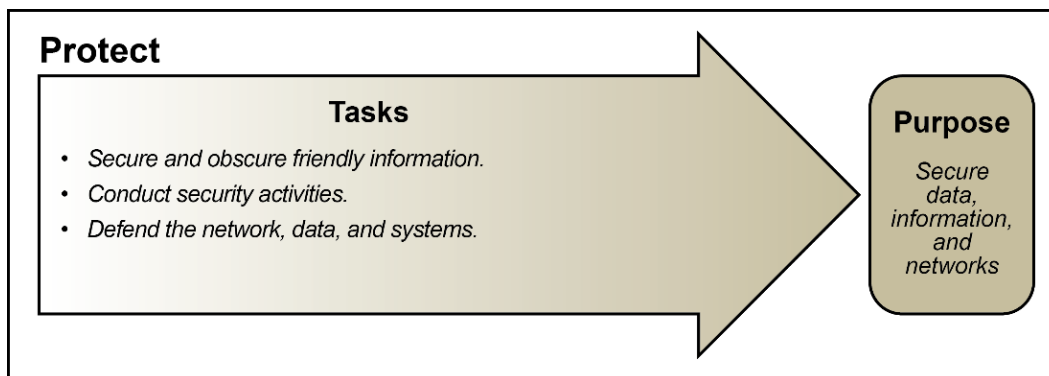 Protect
Tasks
• Secure and obscure friendly information.
• Conduct security activities.
• Defend the network, data, and systems.
Purpose
Secure
data,
information,
and
networks